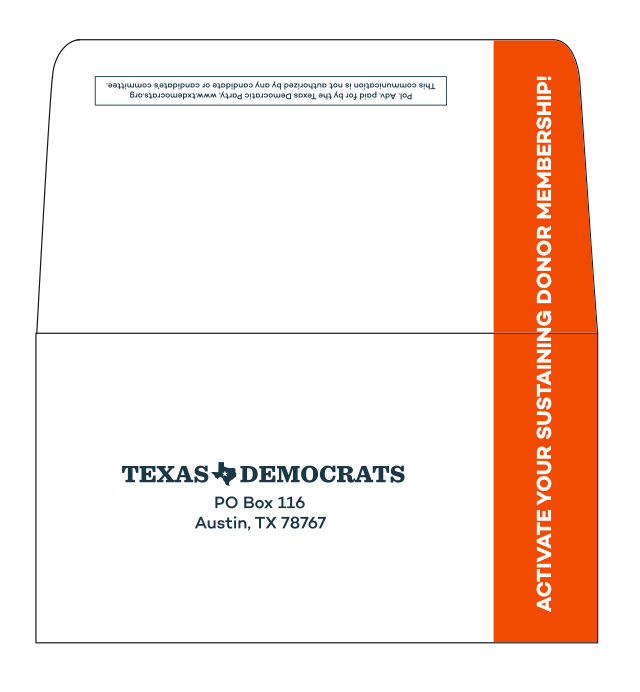 Pol. Adv. paid for by the Texas Democratic Party, www.txdemocrats.org
This communication is not authorized by any candidate or candidate's committee.
ACTIVATE YOUR SUSTAINING DONOR MEMBERSHIP!
TEXAS DEMOCRATS
PO Box 116
Austin, TX 78767